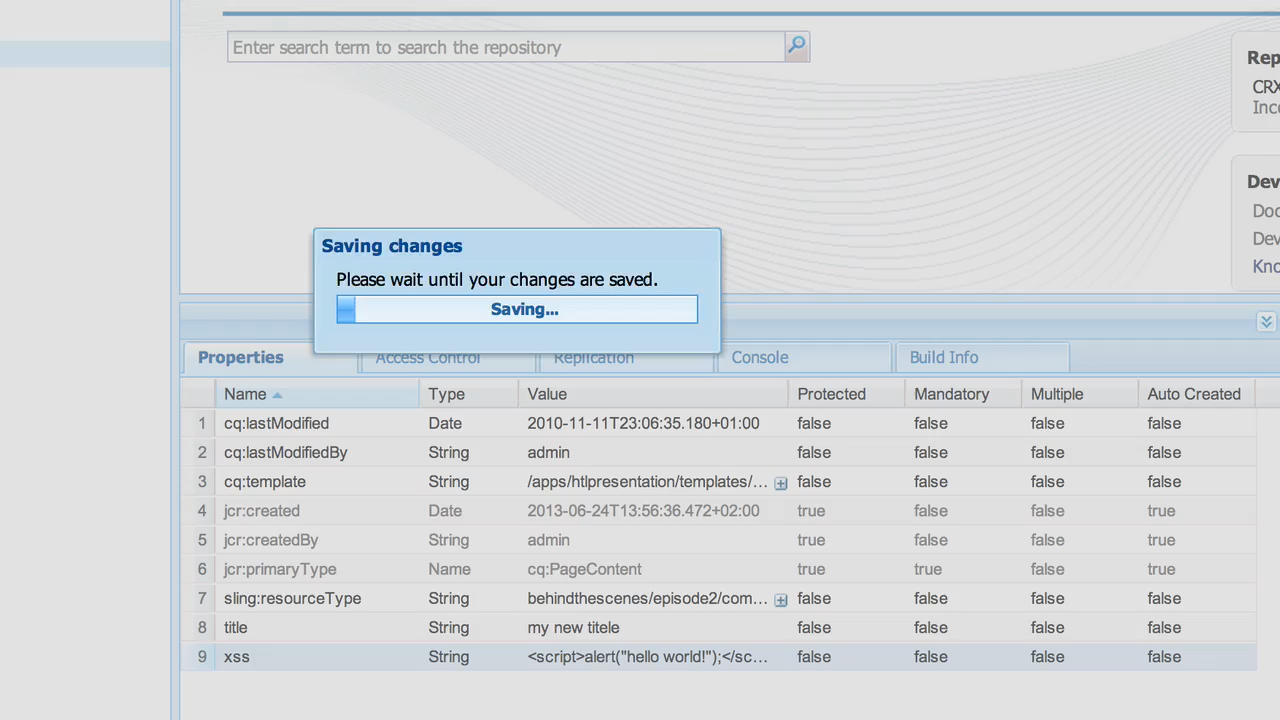 Enter search term to search the repository
Rep
CRX
Inc
Dev
Doc
Dev
Kno
Saving changes
Please wait until your changes are saved.
Saving...
Properties Access Control Replication Console Build Info
Name Type Value Protected Mandatory Multiple Auto Created
1 cq:lastModified Date 2010-11-11T23:06:35.180+01:00 false false false false
2 cq:lastModifiedBy String admin false false false false
3 cq:template String /apps/htlpresentation/templates/... false false false false
4 jcr:created Date 2013-06-24T13:56:36.472+02:00 true false false true
5 jcr:createdBy String admin true false false true
6 jcr:primaryType Name cq:PageContent true true false true
7 sling:resourceType String behindthescenes/episode2/com... false false false false
8 title String my new titele false false false false
9 xss String <script>alert("hello world!");</sc... false false false false